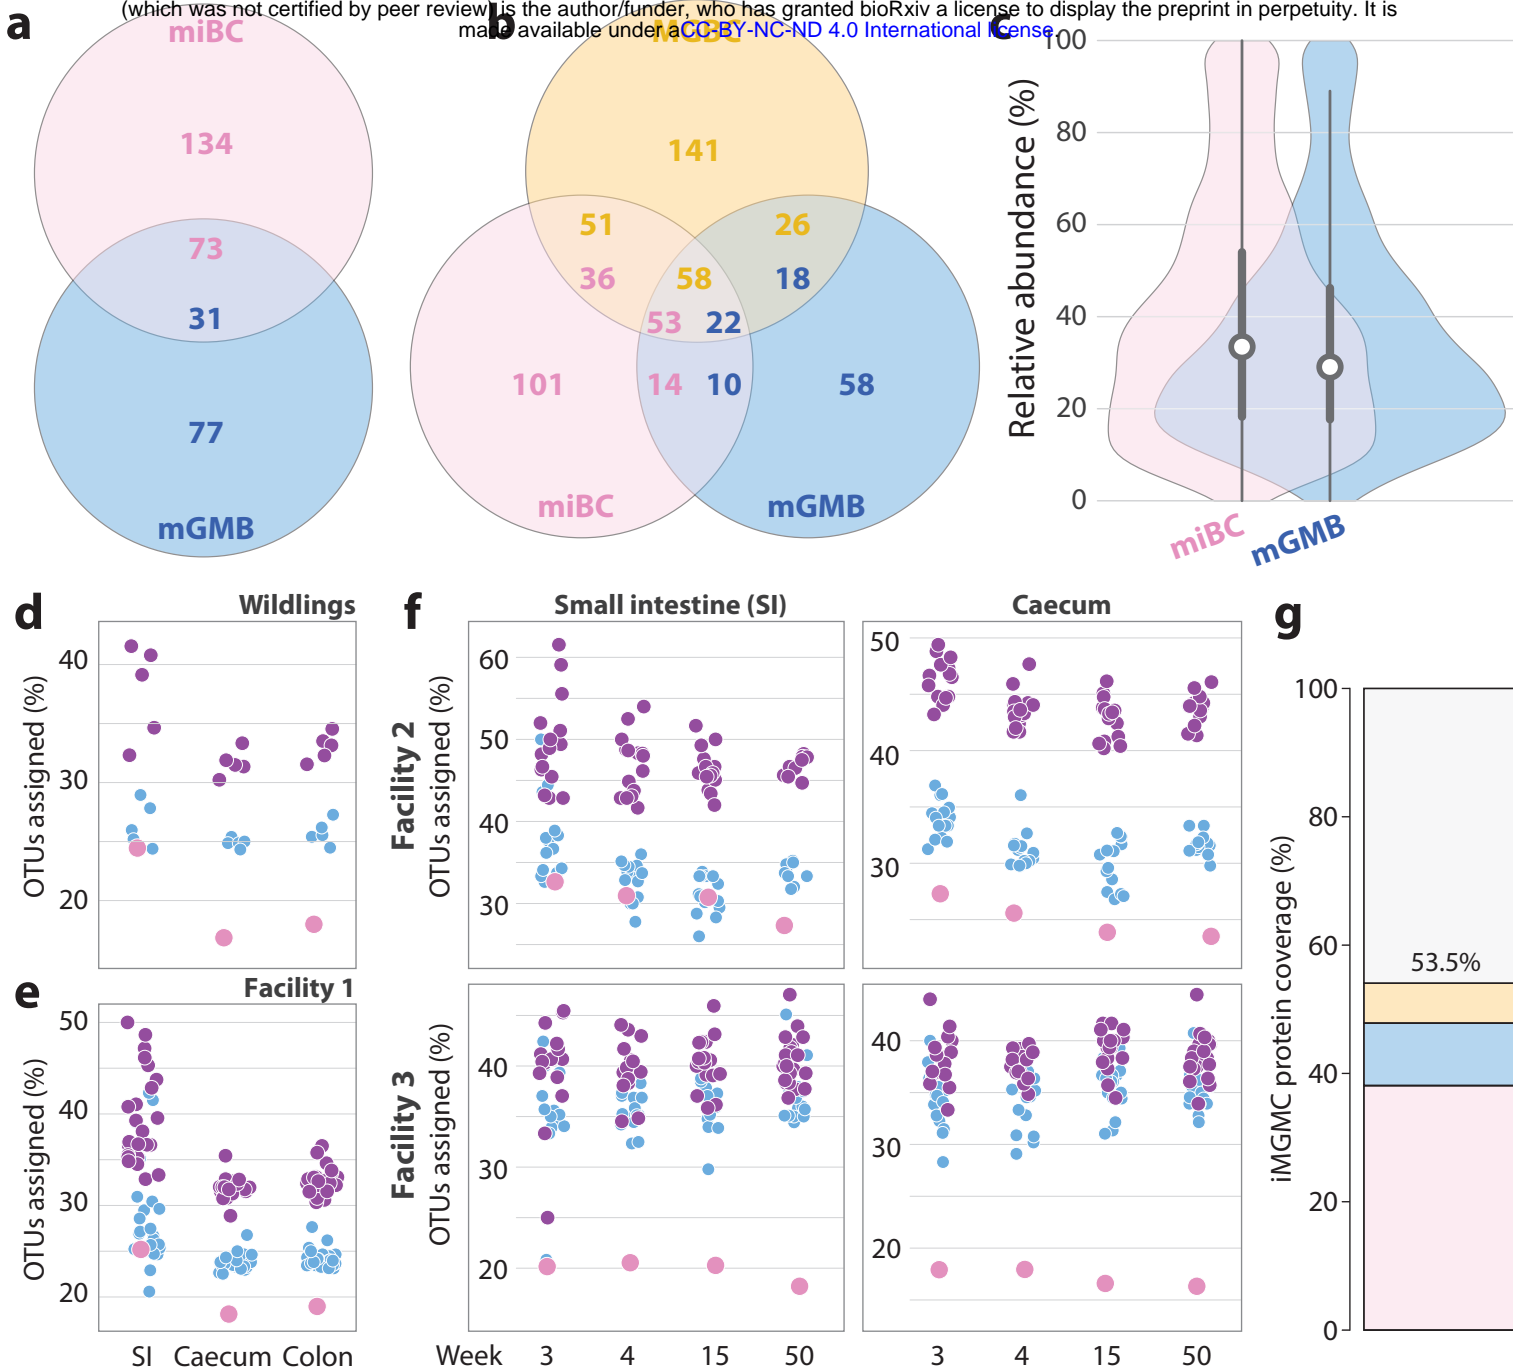 (which was not certified by peer review) is the author/funder, who has granted bioRxiv a license to display the preprint in perpetuity. It is
made available under aCC-BY-NC-ND 4.0 International license.
a
miBC
134
73
31
77
mGMB
b
MGBC
141
51
26
36
58
18
53
22
101
14
10
58
miBC
mGMB
c
Relative abundance (%)
100
80
60
40
20
0
miBC
mGMB
d
Wildlings
OTUs assigned (%)
40
30
20
e
Facility 1
OTUs assigned (%)
50
40
30
20
SI Caecum Colon
f
Small intestine (SI)
Caecum
Facility 2
OTUs assigned (%)
60
50
40
30
50
40
30
Facility 3
OTUs assigned (%)
40
30
20
40
30
20
Week 3 4 15 50
3 4 15 50
g
iMGMC protein coverage (%)
100
80
60
40
20
0
53.5%